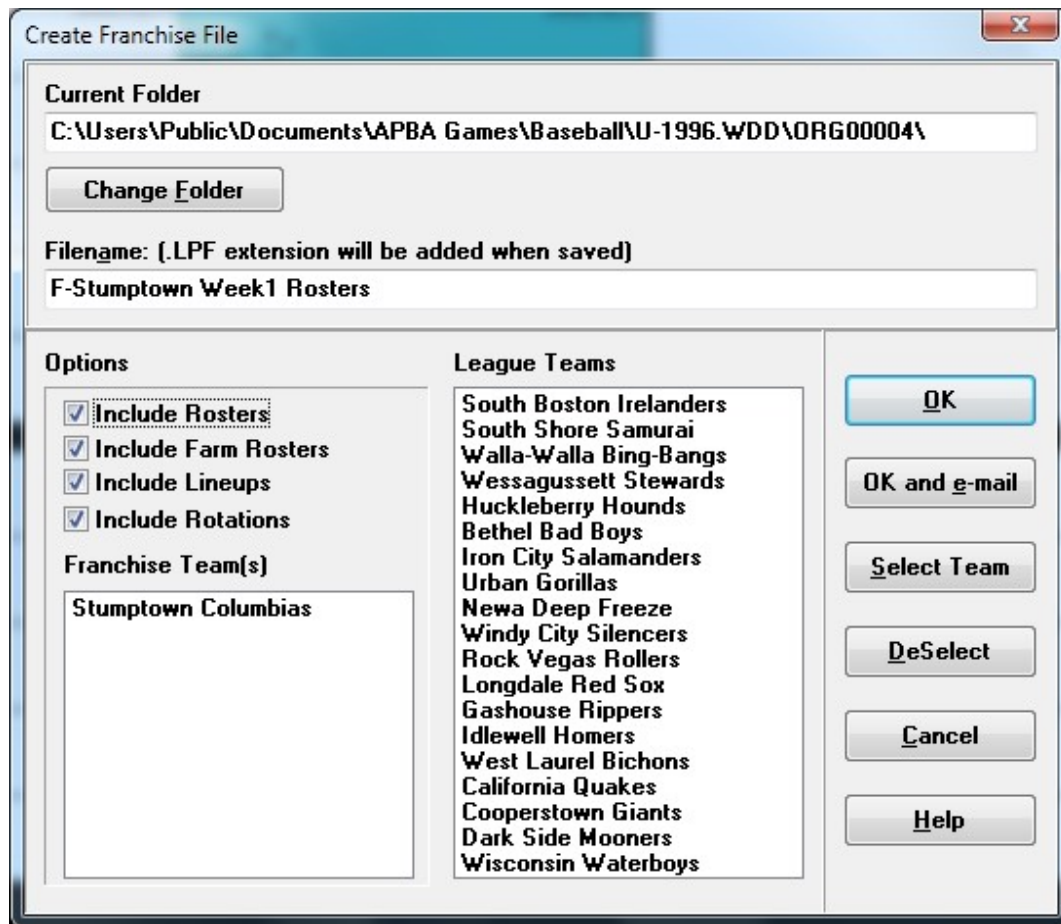 Create Franchise File
Current Folder
C:\Users\Public\Documents\APBA Games\Baseball\U-1996.WDD\ORG00004\
Change Folder
Filename: (.LPF extension will be added when saved)
F-Stumptown Week1 Rosters
Options
Include Rosters
Include Farm Rosters
Include Lineups
Include Rotations
Franchise Team(s)
Stumptown Columbias
League Teams
South Boston Irelanders
South Shore Samurai
Walla-Walla Bing-Bangs
Wessagussett Stewards
Huckleberry Hounds
Bethel Bad Boys
Iron City Salamanders
Urban Gorillas
Newa Deep Freeze
Windy City Silencers
Rock Vegas Rollers
Longdale Red Sox
Gashouse Rippers
Idlewell Homers
West Laurel Bichons
California Quakes
Cooperstown Giants
Dark Side Mooners
Wisconsin Waterboys
OK
OK and e-mail
Select Team
DeSelect
Cancel
Help